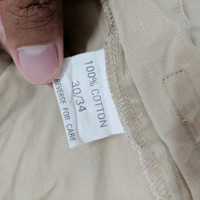 100% COTTON
30/34
REVERSE FOR CARE